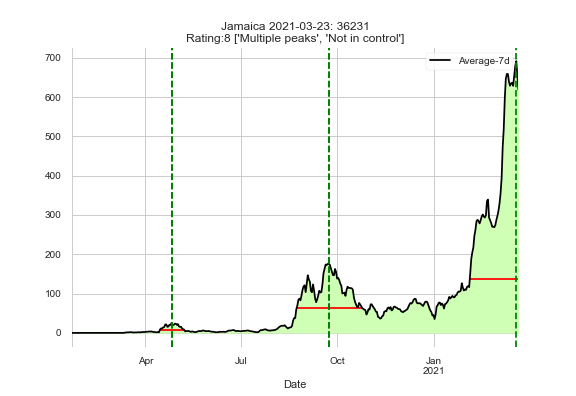 Jamaica 2021-03-23: 36231
Rating:8 ['Multiple peaks', 'Not in control']
Average-7d
700
600
500
400
300
200
100
0
Apr
Jul
Oct
Jan
2021
Date